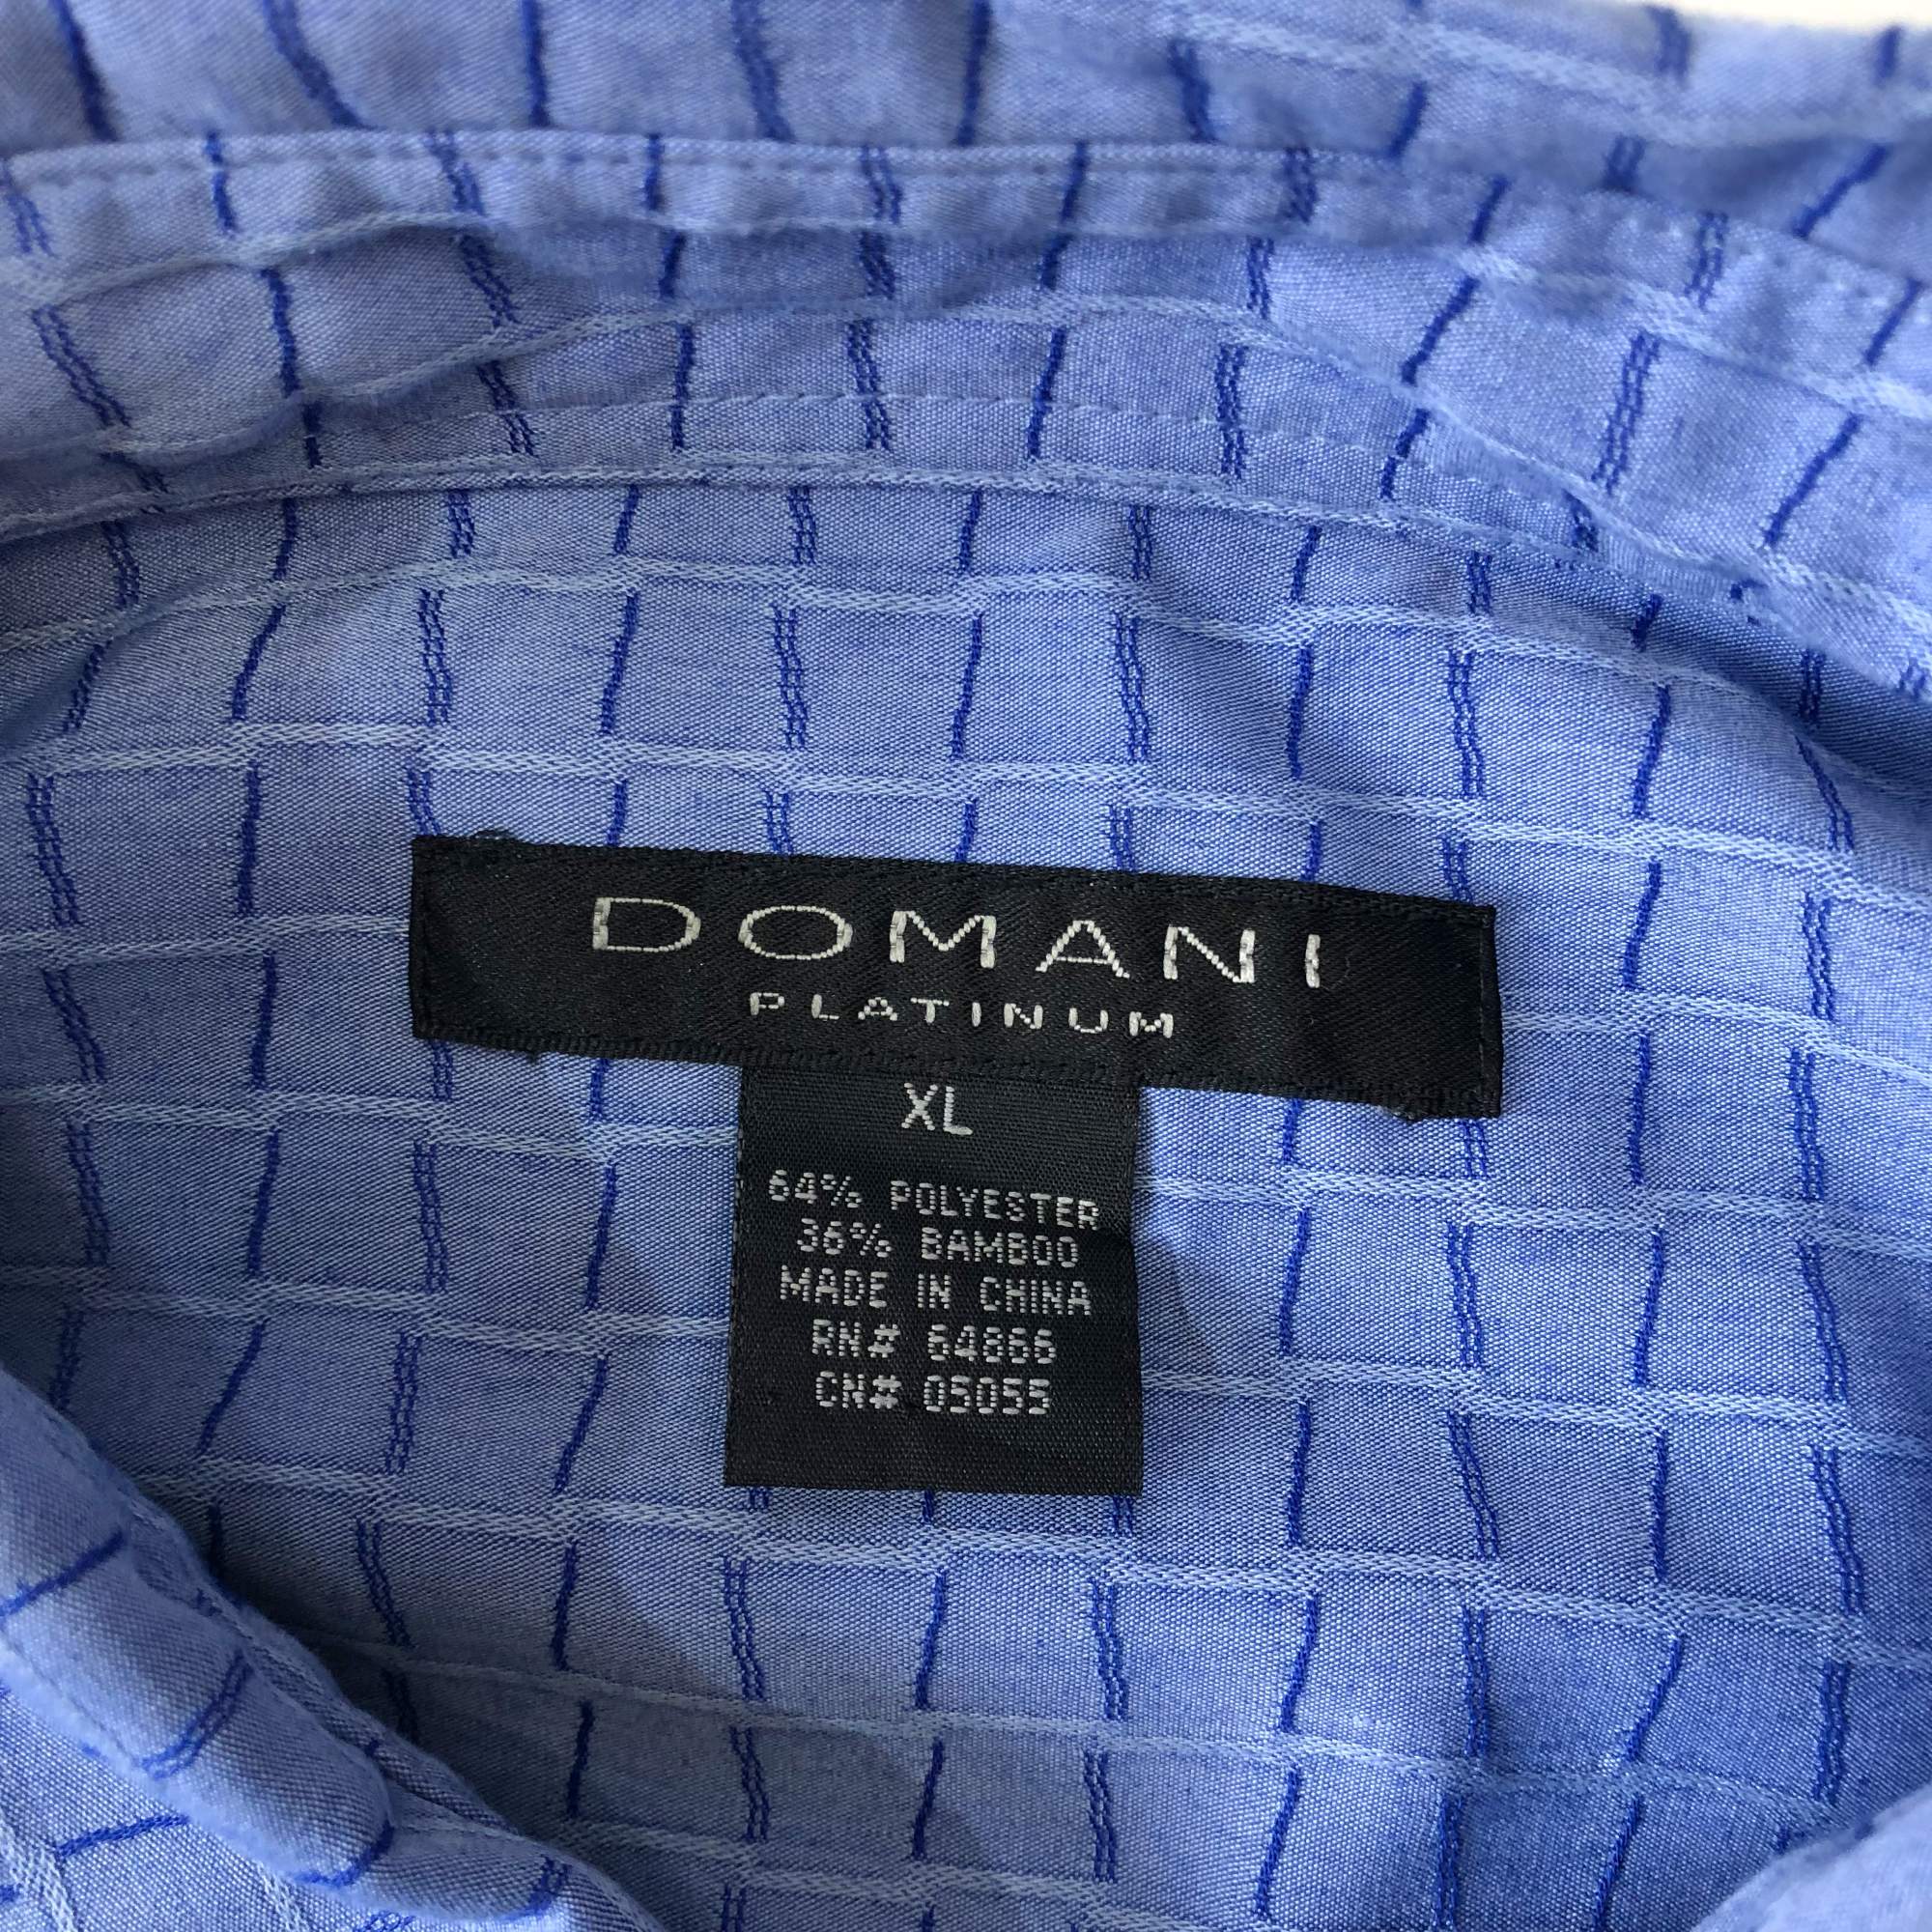 DOMANI
PLATINUM
XL
64% POLYESTER
36% BAMBOO
MADE IN CHINA
RN# 64866
CN# 05055